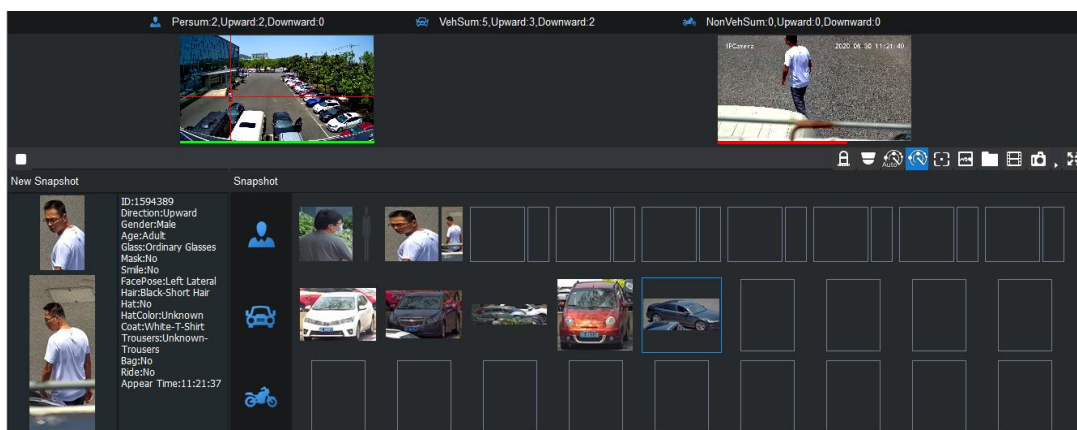 Persum:2,Upward:2,Downward:0
VehSum:5,Upward:3,Downward:2
NonVehSum:0,Upward:0,Downward:0
IPCamera
2020 06 30 11:21:40
Auto
New Snapshot
Snapshot
ID:1594389
Direction:Upward
Gender:Male
Age:Adult
Glass:Ordinary Glasses
Mask:No
Smile:No
FacePose:Left Lateral
Hair:Black-Short Hair
Hat:No
HatColor:Unknown
Coat:White-T-Shirt
Trousers:Unknown-
Trousers
Bag:No
Ride:No
Appear Time:11:21:37